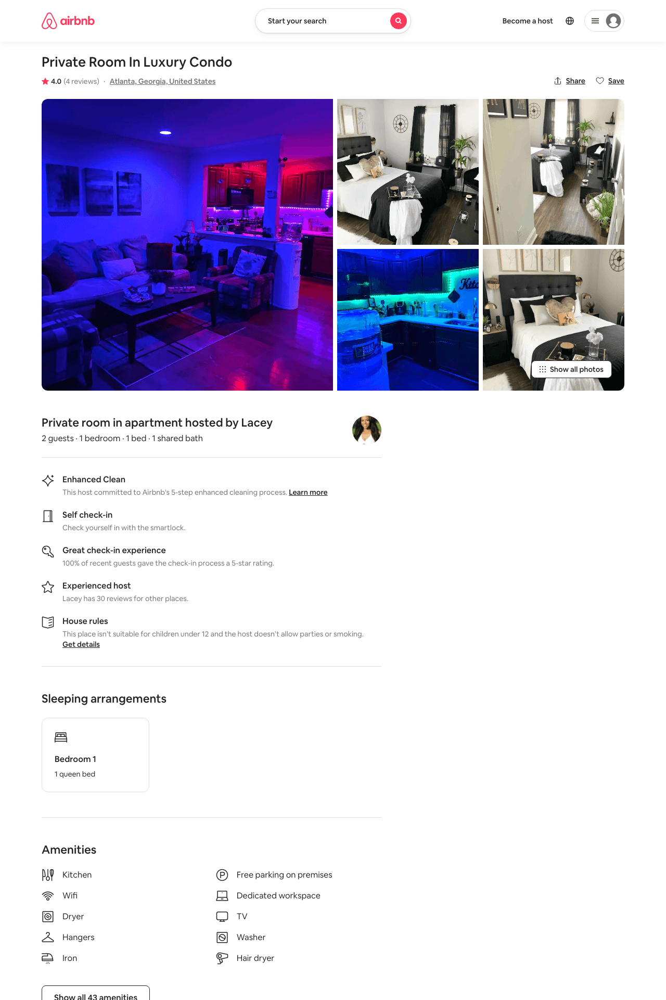 airbnb
Start your search
Become a host
Private Room In Luxury Condo
4.0 (4 reviews) · Atlanta, Georgia, United States
Share
Save
DEER PARK
Show all photos
Private room in apartment hosted by Lacey
2 guests · 1 bedroom · 1 bed · 1 shared bath
Enhanced Clean
This host committed to Airbnb's 5-step enhanced cleaning process. Learn more
Self check-in
Check yourself in with the smartlock.
Great check-in experience
100% of recent guests gave the check-in process a 5-star rating.
Experienced host
Lacey has 30 reviews for other places.
House rules
This place isn’t suitable for children under 12 and the host doesn’t allow parties or smoking.
Get details
Sleeping arrangements
Bedroom 1
1 queen bed
Amenities
Kitchen
Free parking on premises
Wifi
Dedicated workspace
Dryer
TV
Hangers
Washer
Iron
Hair dryer
Show all 43 amenities